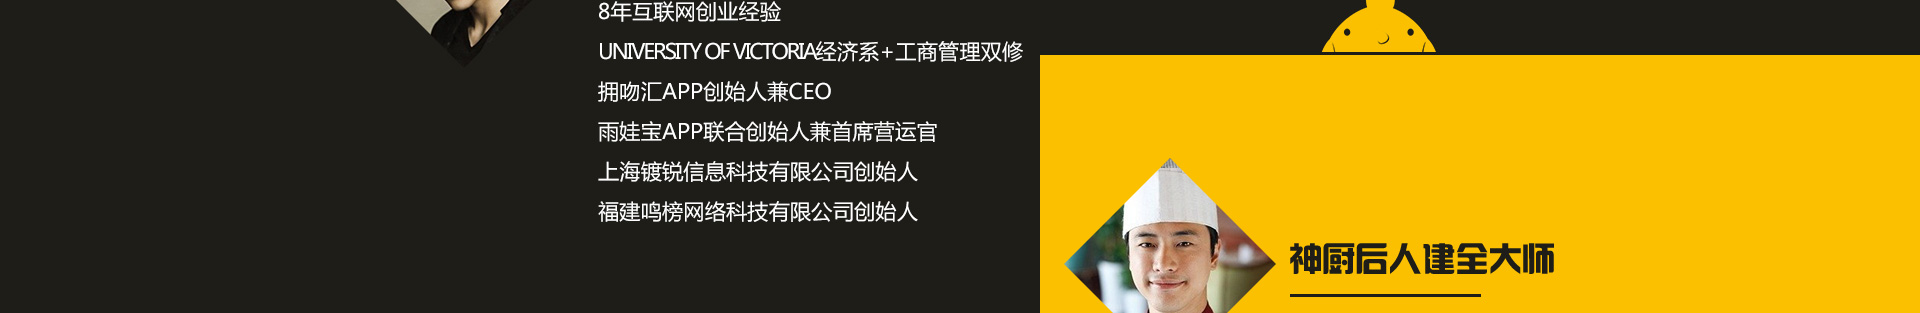 8年互联网创业经验
UNIVERSITY OF VICTORIA经济系+工商管理双修
拥吻汇APP创始人兼CEO
雨娃宝APP联合创始人兼首席营运官
上海镀锐信息科技有限公司创始人
福建鸣榜网络科技有限公司创始人
神厨后人建全大师